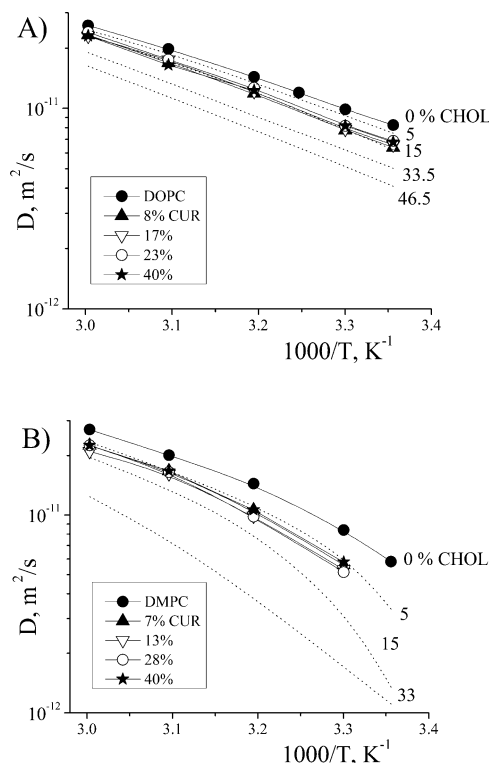 A)
D, m²/s
10⁻¹¹
10⁻¹²
0 % CHOL
5
15
33.5
46.5
DOPC
8% CUR
17%
23%
40%
3.0 3.1 3.2 3.3 3.4
1000/T, K⁻¹
B)
D, m²/s
10⁻¹¹
10⁻¹²
0 % CHOL
5
15
33
DMPC
7% CUR
13%
28%
40%
3.0 3.1 3.2 3.3 3.4
1000/T, K⁻¹